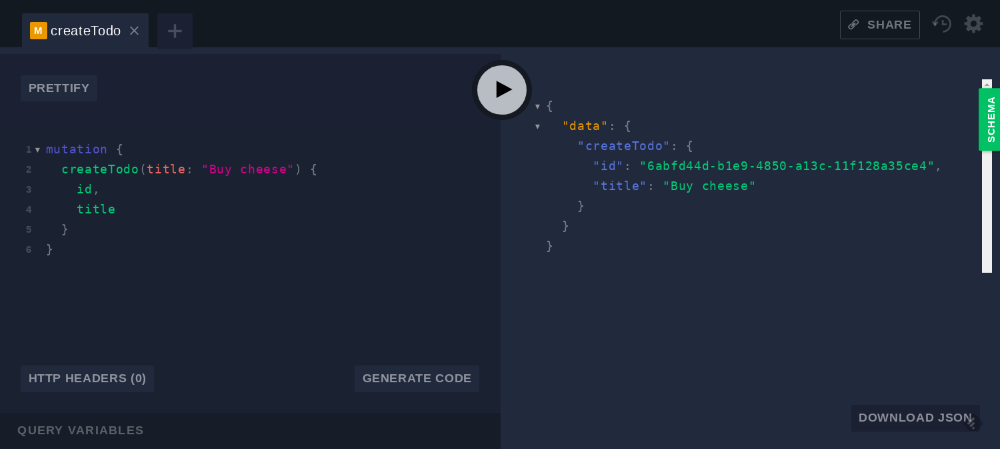 M createTodo
SHARE
PRETTIFY
SCHEMA
1 mutation {
2 createTodo(title: "Buy cheese") {
3 id,
4 title
5 }
6 }
{
"data": {
"createTodo": {
"id": "6abfd44d-b1e9-4850-a13c-11f128a35ce4",
"title": "Buy cheese"
}
}
}
HTTP HEADERS (0)
GENERATE CODE
DOWNLOAD JSON
QUERY VARIABLES